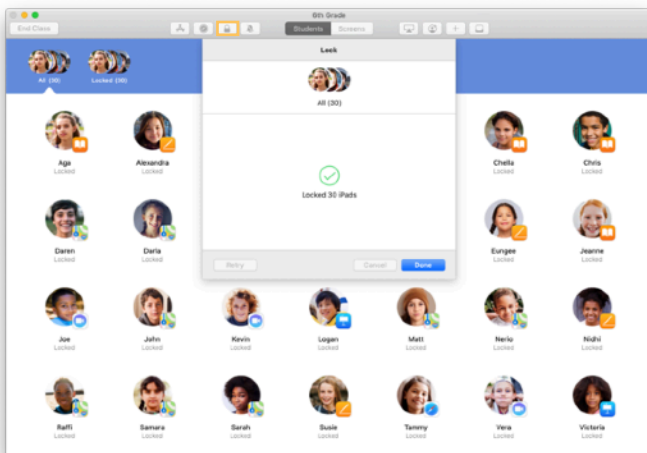 6th Grade
End Class
Students Screens
All (30) Locked (30)
Lock
All (30)
Locked 30 iPads
Retry Cancel Done
Aga Alexandra Chella Chris
Locked Locked Locked Locked
Daren Darla Eungee Jeanne
Locked Locked Locked Locked
Joe John Kevin Logan Matt Nerio Nidhi
Locked Locked Locked Locked Locked Locked Locked
Raffi Samara Sarah Susie Tammy Vera Victoria
Locked Locked Locked Locked Locked Locked Locked